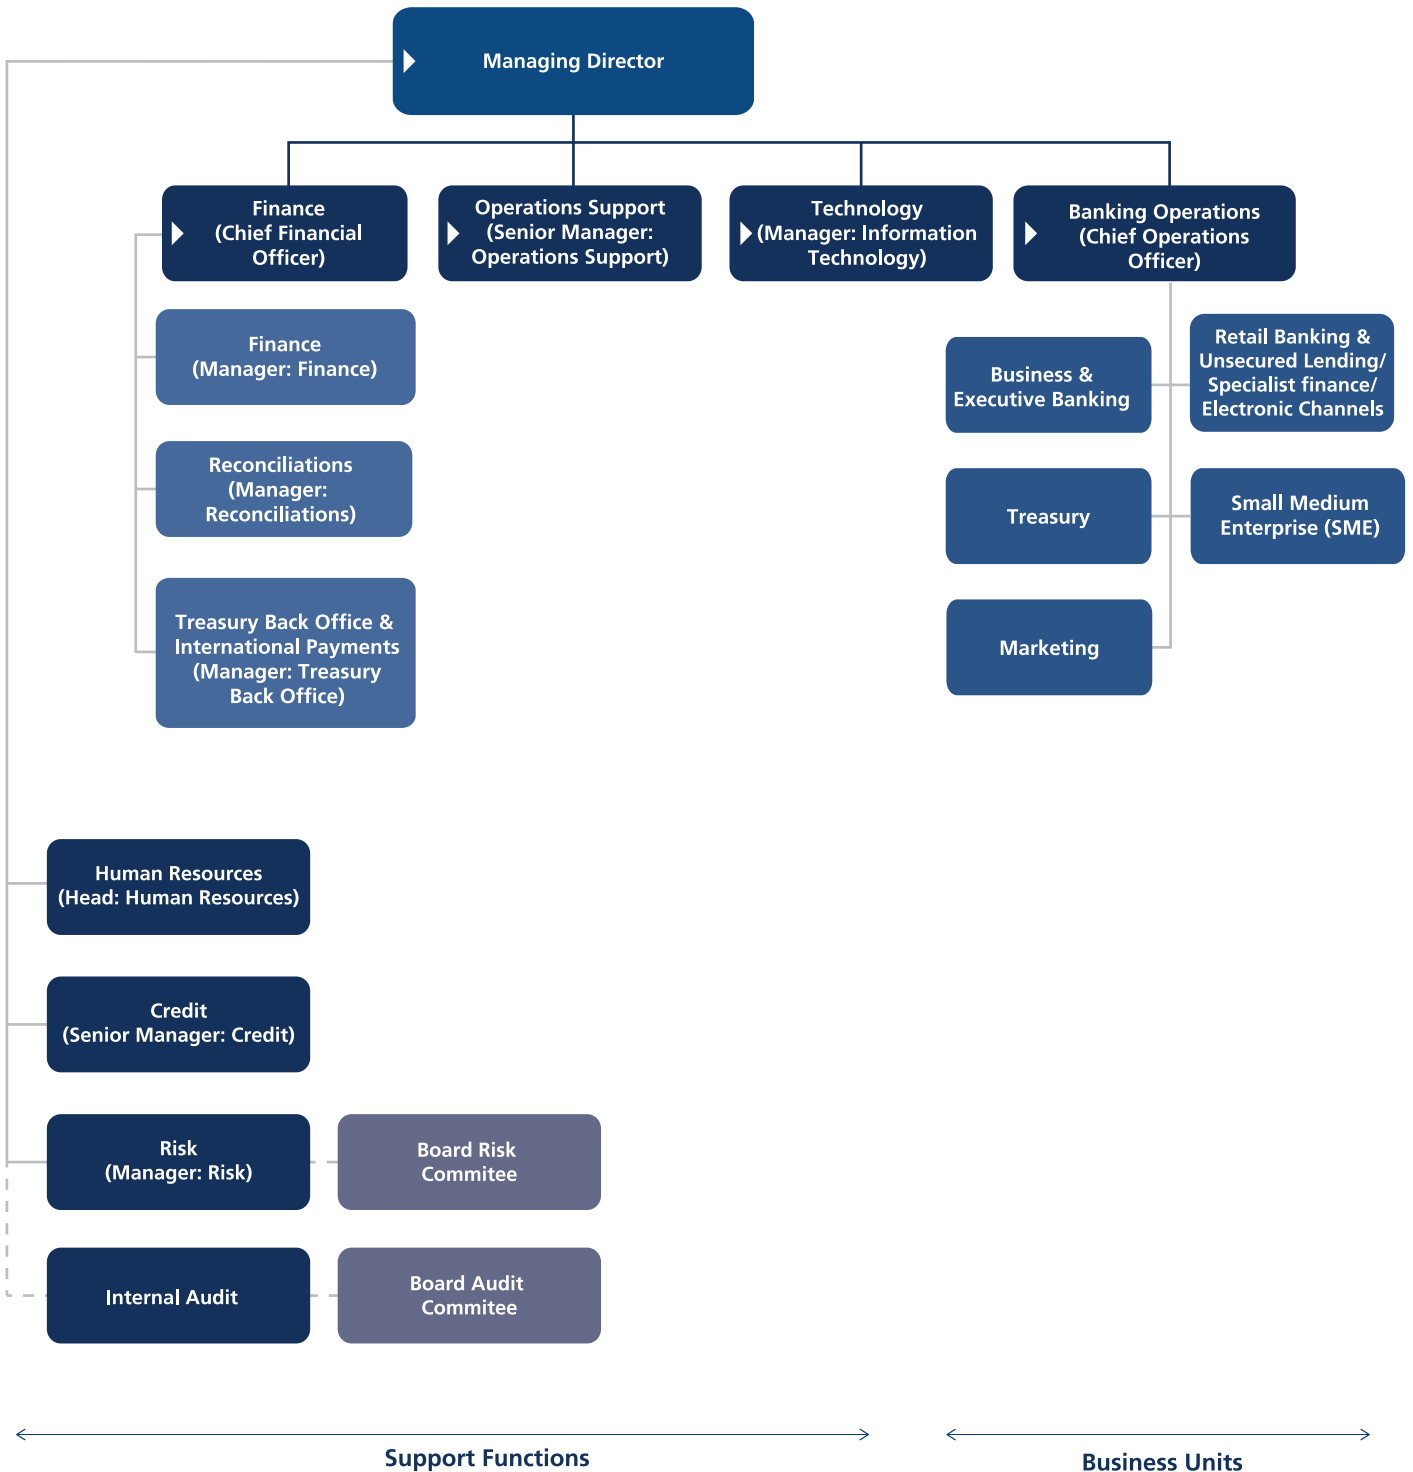 Managing Director
Finance
(Chief Financial
Officer)
Operations Support
(Senior Manager:
Operations Support)
Technology
(Manager: Information
Technology)
Banking Operations
(Chief Operations
Officer)
Finance
(Manager: Finance)
Reconciliations
(Manager:
Reconciliations)
Treasury Back Office &
International Payments
(Manager: Treasury
Back Office)
Business &
Executive Banking
Retail Banking &
Unsecured Lending/
Specialist finance/
Electronic Channels
Treasury
Small Medium
Enterprise (SME)
Marketing
Human Resources
(Head: Human Resources)
Credit
(Senior Manager: Credit)
Risk
(Manager: Risk)
Board Risk
Commitee
Internal Audit
Board Audit
Commitee
Support Functions
Business Units